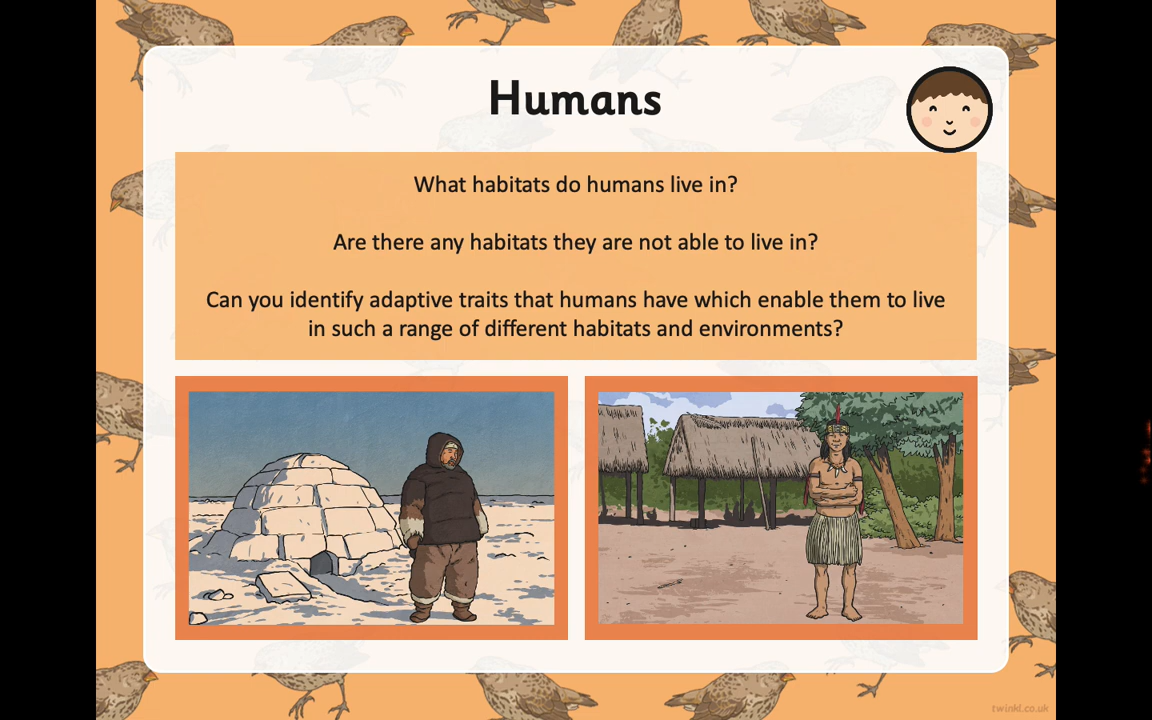 Humans
What habitats do humans live in?
Are there any habitats they are not able to live in?
Can you identify adaptive traits that humans have which enable them to live
in such a range of different habitats and environments?
twinkl.co.uk